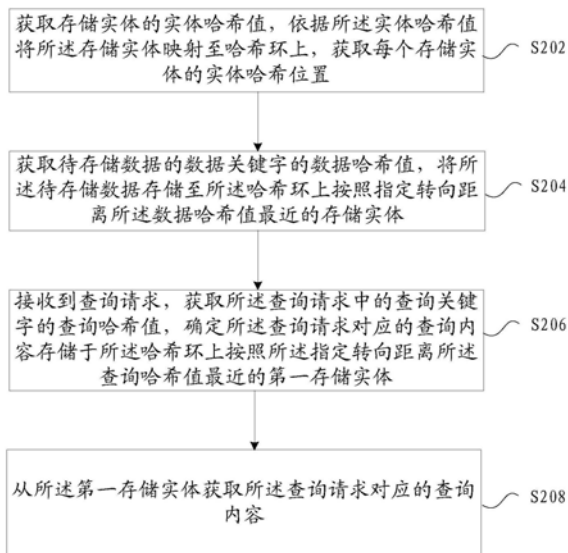 获取存储实体的实体哈希值，依据所述实体哈希值
将所述存储实体映射至哈希环上，获取每个存储实
体的实体哈希位置
S202
获取待存储数据的数据关键字的数据哈希值，将所
述待存储数据存储至所述哈希环上按照指定转向距
离所述数据哈希值最近的存储实体
S204
接收到查询请求，获取所述查询请求中的查询关键
字的查询哈希值，确定所述查询请求对应的查询内
容存储于所述哈希环上按照所述指定转向距离所述
查询哈希值最近的第一存储实体
S206
从所述第一存储实体获取所述查询请求对应的查询
内容
S208